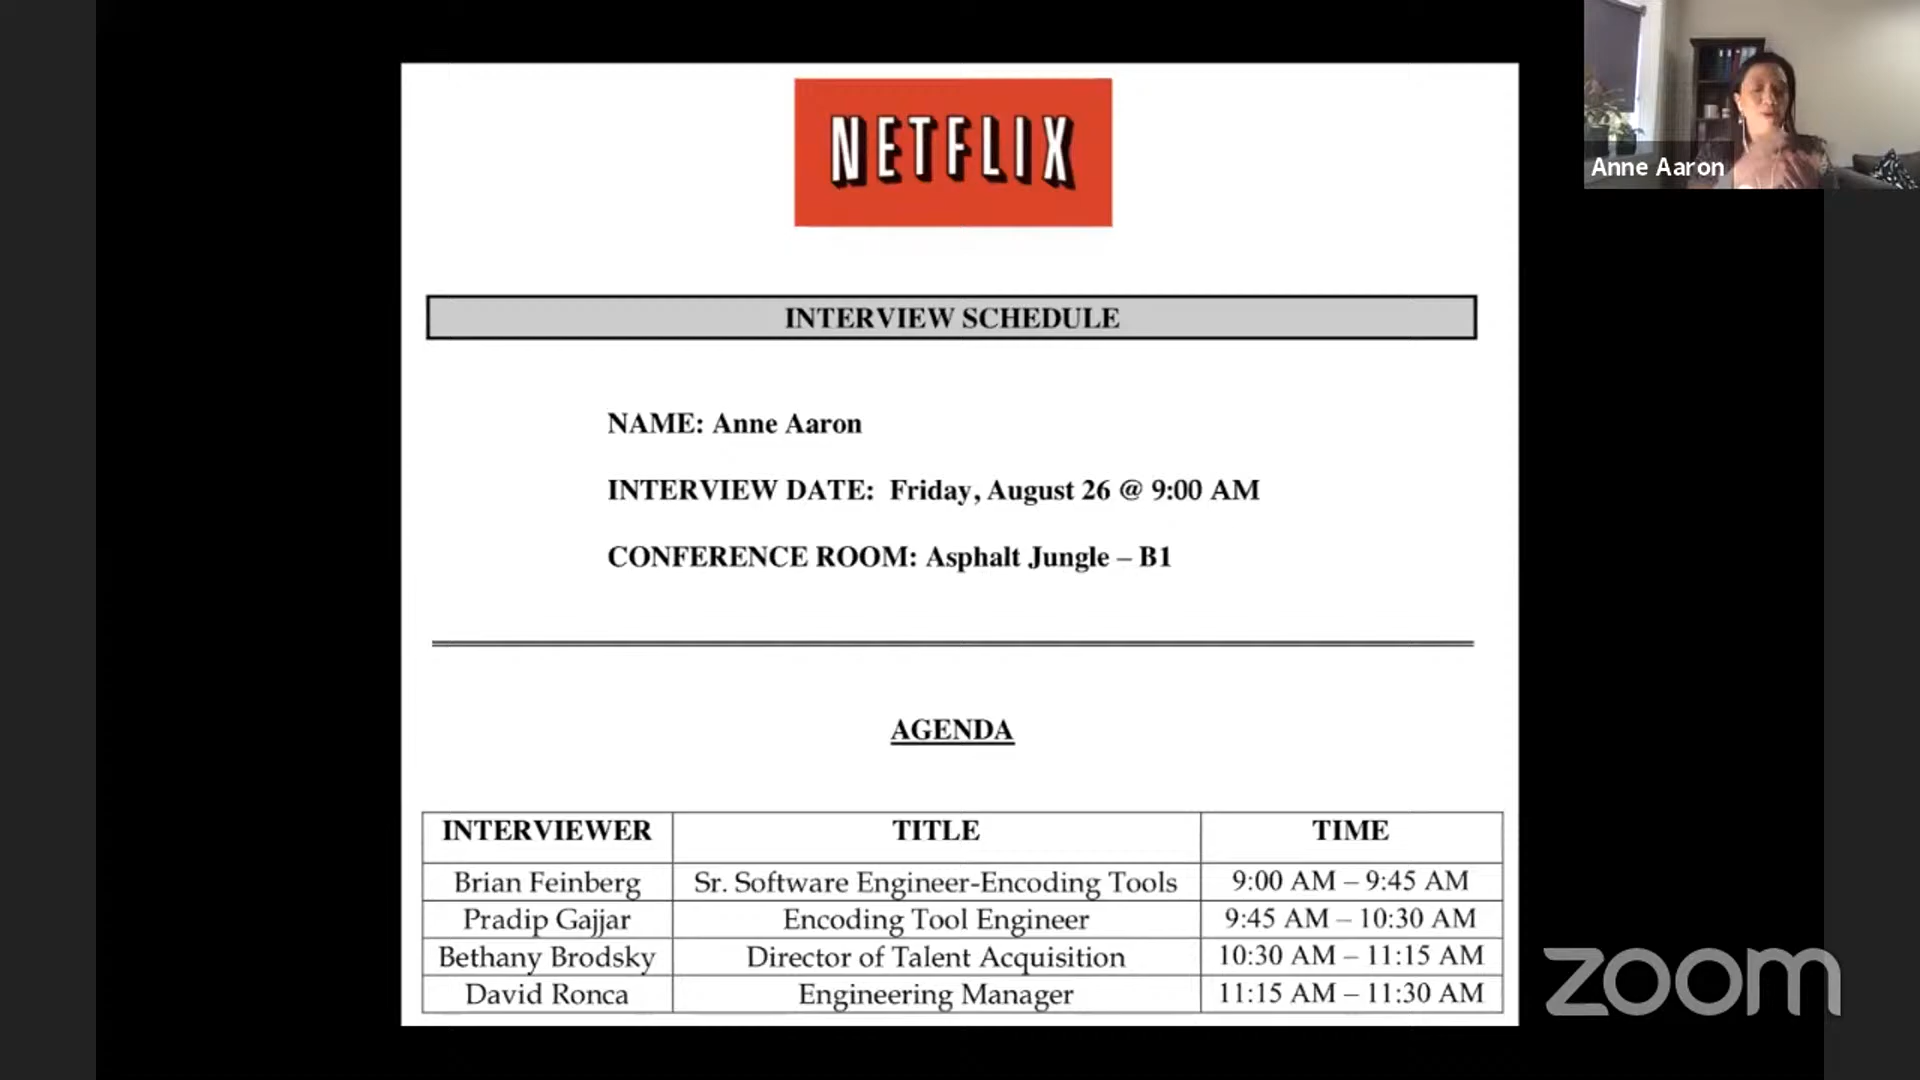 NETFLIX
Anne Aaron
INTERVIEW SCHEDULE
NAME: Anne Aaron
INTERVIEW DATE: Friday, August 26 @ 9:00 AM
CONFERENCE ROOM: Asphalt Jungle – B1
AGENDA
INTERVIEWER TITLE TIME
Brian Feinberg Sr. Software Engineer-Encoding Tools 9:00 AM – 9:45 AM
Pradip Gajjar Encoding Tool Engineer 9:45 AM – 10:30 AM
Bethany Brodsky Director of Talent Acquisition 10:30 AM – 11:15 AM
David Ronca Engineering Manager 11:15 AM – 11:30 AM
zoom